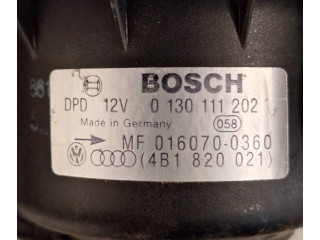 BOSCH
DPD 12V 0 130 111 202
Made in Germany 058
MF 016070-0360
(4B1 820 021)